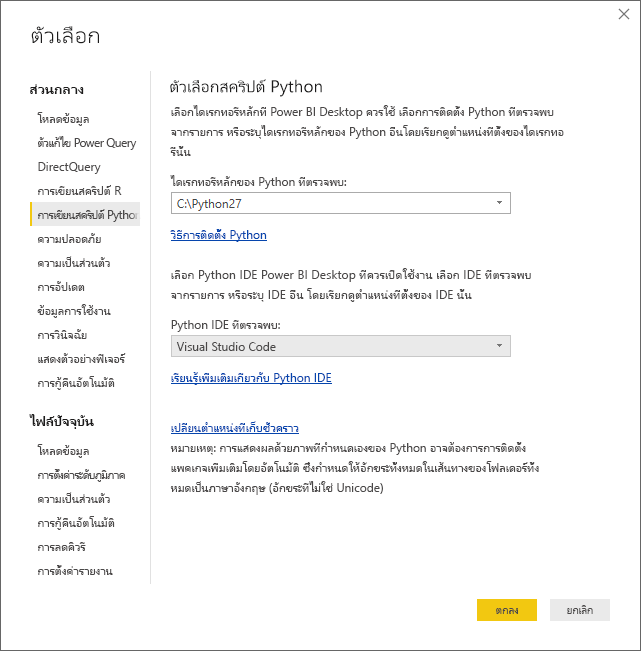 ตัวเลือก
ส่วนกลาง
โหลดข้อมูล
ตัวแก้ไข Power Query
DirectQuery
การเขียนสคริปต์ R
การเขียนสคริปต์ Python
ความปลอดภัย
ความเป็นส่วนตัว
การอัปเดต
ข้อมูลการใช้งาน
การวินิจฉัย
แสดงตัวอย่างฟีเจอร์
การกู้คืนอัตโนมัติ
ไฟล์ปัจจุบัน
โหลดข้อมูล
การตั้งค่าระดับภูมิภาค
ความเป็นส่วนตัว
การกู้คืนอัตโนมัติ
การลดคิวรี
การตั้งค่ารายงาน
ตัวเลือกสคริปต์ Python
เลือกไดเรกทอริหลักที่ Power BI Desktop ควรใช้ เลือกการติดตั้ง Python ที่ตรวจพบ
จากรายการ หรือระบุไดเรกทอริหลักของ Python อื่นโดยเรียกดูตำแหน่งที่ตั้งของไดเรกทอ
รีนั้น
ไดเรกทอริหลักของ Python ที่ตรวจพบ:
C:\Python27
วิธีการติดตั้ง Python
เลือก Python IDE Power BI Desktop ที่ควรเปิดใช้งาน เลือก IDE ที่ตรวจพบ
จากรายการ หรือระบุ IDE อื่น โดยเรียกดูตำแหน่งที่ตั้งของ IDE นั้น
Python IDE ที่ตรวจพบ:
Visual Studio Code
เรียนรู้เพิ่มเติมเกี่ยวกับ Python IDE
เปลี่ยนตำแหน่งที่เก็บชั่วคราว
หมายเหตุ: การแสดงผลด้วยภาพที่กำหนดเองของ Python อาจต้องการการติดตั้ง
แพคเกจเพิ่มเติมโดยอัตโนมัติ ซึ่งกำหนดให้อักขระทั้งหมดในเส้นทางของโฟลเดอร์ทั้ง
หมดเป็นภาษาอังกฤษ (อักขระที่ไม่ใช่ Unicode)
ตกลง
ยกเลิก